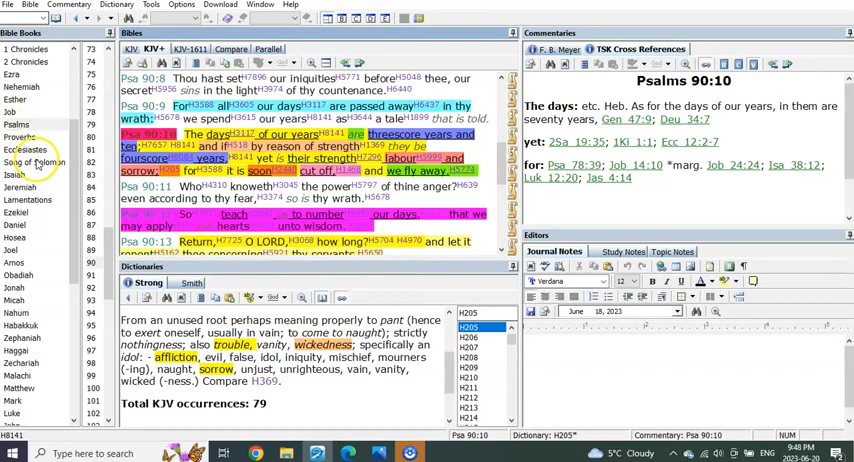 File Bible Commentary Dictionary Tools Options Download Window Help
Bible Books
1 Chronicles 73
2 Chronicles 74
Ezra 75
Nehemiah 76
Esther 77
Job 78
Psalms 79
Proverbs 80
Ecclesiastes 81
Song of Solomon 82
Isaiah 83
Jeremiah 84
Lamentations 85
Ezekiel 86
Daniel 87
Hosea 88
Joel 89
Amos 90
Obadiah 91
Jonah 92
Micah 93
Nahum 94
Habakkuk 95
Zephaniah 96
Haggai 97
Zechariah 98
Malachi 99
Matthew 100
Mark 101
Luke 102
Bibles
KJV KJV+ KJV-1611 Compare Parallel
Psa 90:8 Thou hast set H7896 our iniquities H5771 before H5048 thee, our
secret H5956 sins in the light H3974 of thy countenance. H6440
Psa 90:9 For H3588 all H3605 our days H3117 are passed away H6437 in thy
wrath: H5678 we spend H3615 our years H8141 as H3644 a tale H1899 that is told.
Psa 90:10 The days H3117 of our years H8141 are threescore years and
ten; H7657 H8141 and if H518 by reason of strength H1369 they be
fourscore H8084 years, H8141 yet is their strength H7296 labour H5999 and
sorrow; H205 for H3588 it is soon H2440 cut off, H1468 and we fly away. H5774
Psa 90:11 Who H4310 knoweth H3045 the power H5797 of thine anger? H639
even according to thy fear, H3374 so is thy wrath. H5678
So teach us to number our days, that we
may apply our hearts unto wisdom.
Psa 90:13 Return, H7725 O LORD, H3068 how long? H5704 H4970 and let it
repent H5162 thee concerning H5921 thy servants. H5650
Dictionaries
Strong Smith
From an unused root perhaps meaning properly to pant (hence
to exert oneself, usually in vain; to come to naught); strictly
nothingness; also trouble, vanity, wickedness; specifically an
idol: - affliction, evil, false, idol, iniquity, mischief, mourners
(-ing), naught, sorrow, unjust, unrighteous, vain, vanity,
wicked (-ness.) Compare H369.
Total KJV occurrences: 79
H205
H205
H206
H207
H208
H209
H210
H211
H212
H213
H214
Commentaries
F. B. Meyer TSK Cross References
Psalms 90:10
The days: etc. Heb. As for the days of our years, in them are
seventy years, Gen 47:9; Deu 34:7
yet: 2Sa 19:35; 1Ki 1:1; Ecc 12:2-7
for: Psa 78:39; Job 14:10 *marg. Job 24:24; Isa 38:12;
Luk 12:20; Jas 4:14
Editors
Journal Notes Study Notes Topic Notes
Verdana 12 B I U A
June 18, 2023
H8141 Psa 90:10 Dictionary: H205* Commentary: Psa 90:10 NUM
Type here to search 5°C Cloudy 9:48 PM
2023-06-20